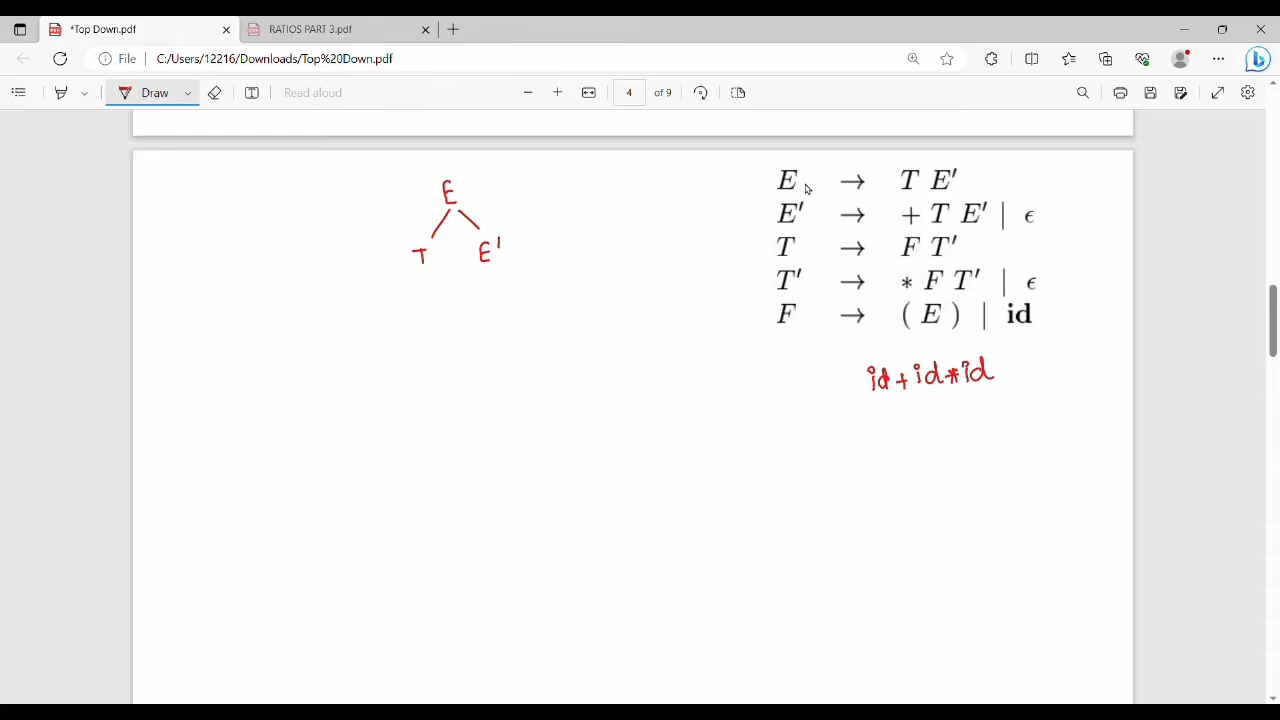 *Top Down.pdf
RATIOS PART 3.pdf
File C:/Users/12216/Downloads/Top%20Down.pdf
Draw Read aloud 4 of 9
E
T E'
E → T E'
E' → + T E' | ϵ
T → F T'
T' → * F T' | ϵ
F → ( E ) | id
id+id*id